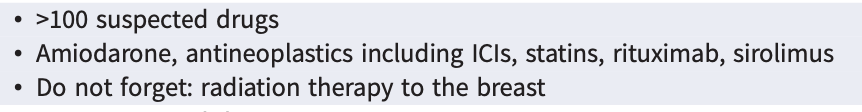 • >100 suspected drugs
• Amiodarone, antineoplastics including ICIs, statins, rituximab, sirolimus
• Do not forget: radiation therapy to the breast